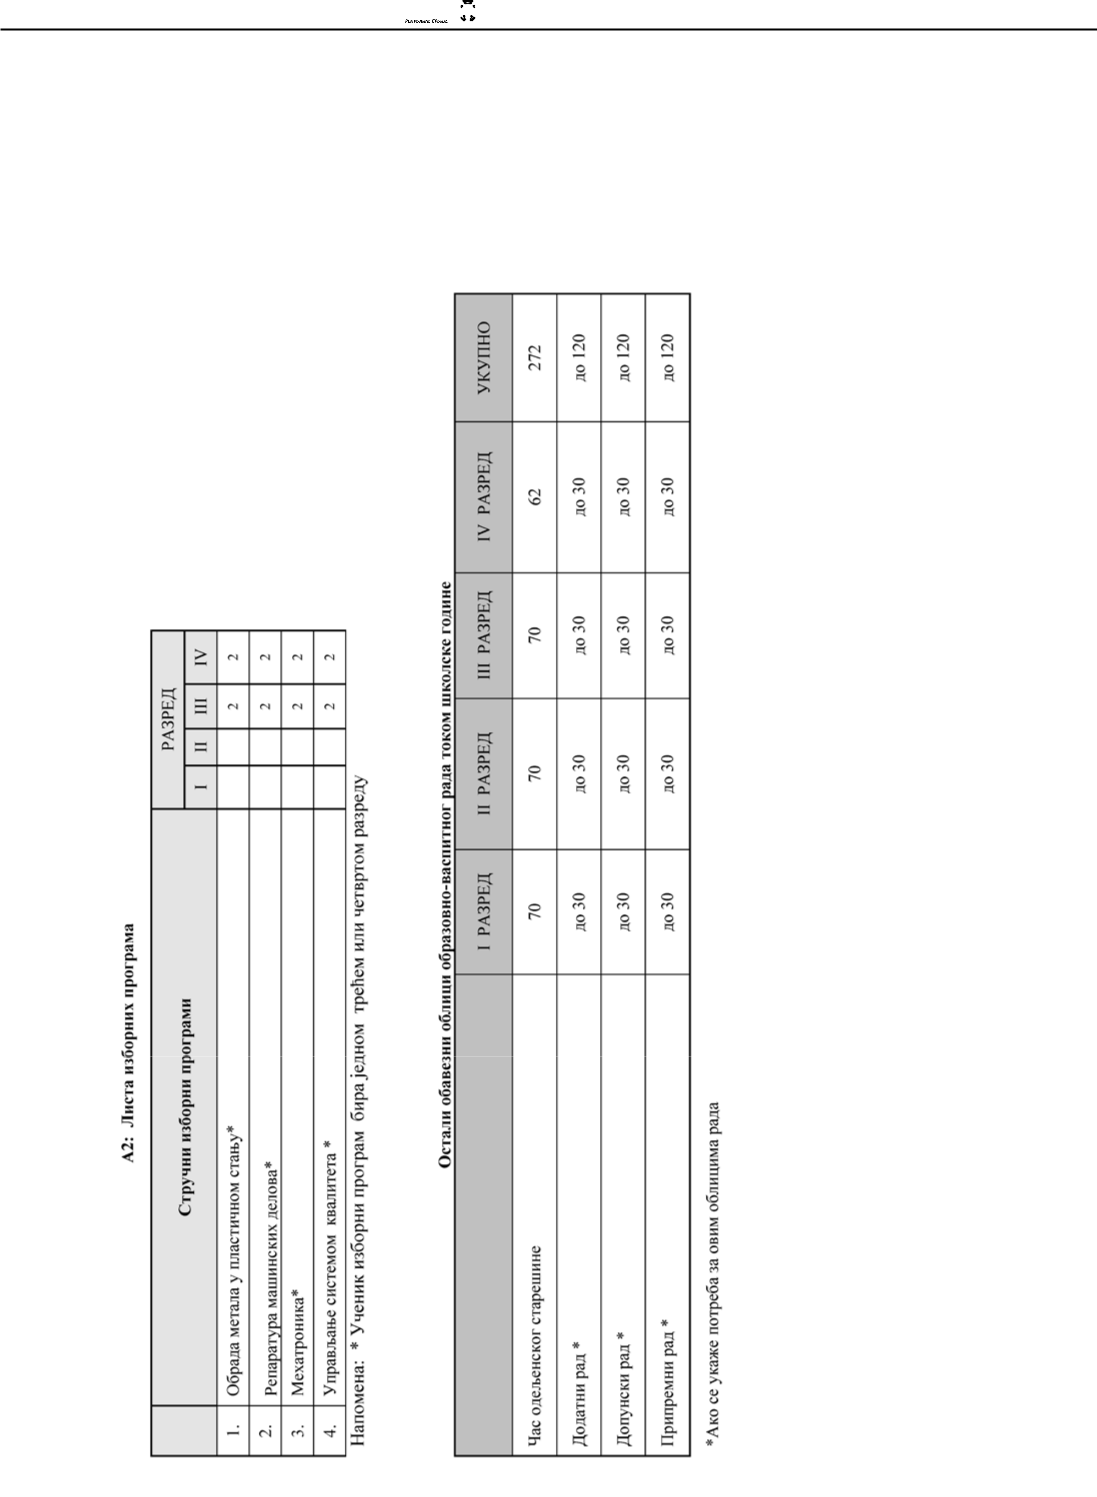 А2: Листа изборних програма
Стручни изборни програми РАЗРЕД
I II III IV
1. Обрада метала у пластичном стању* 2 2
2. Репаратура машинских делова* 2 2
3. Мехатроника* 2 2
4. Управљање системом квалитета * 2 2
Напомена: * Ученик изборни програм бира једном трећем или четвртом разреду
Остали обавезни облици образовно-васпитног рада током школске године
I РАЗРЕД II РАЗРЕД III РАЗРЕД IV РАЗРЕД УКУПНО
Час одељенског старешине 70 70 70 62 272
Додатни рад * до 30 до 30 до 30 до 30 до 120
Допунски рад * до 30 до 30 до 30 до 30 до 120
Припремни рад * до 30 до 30 до 30 до 30 до 120
*Ако се укаже потреба за овим облицима рада